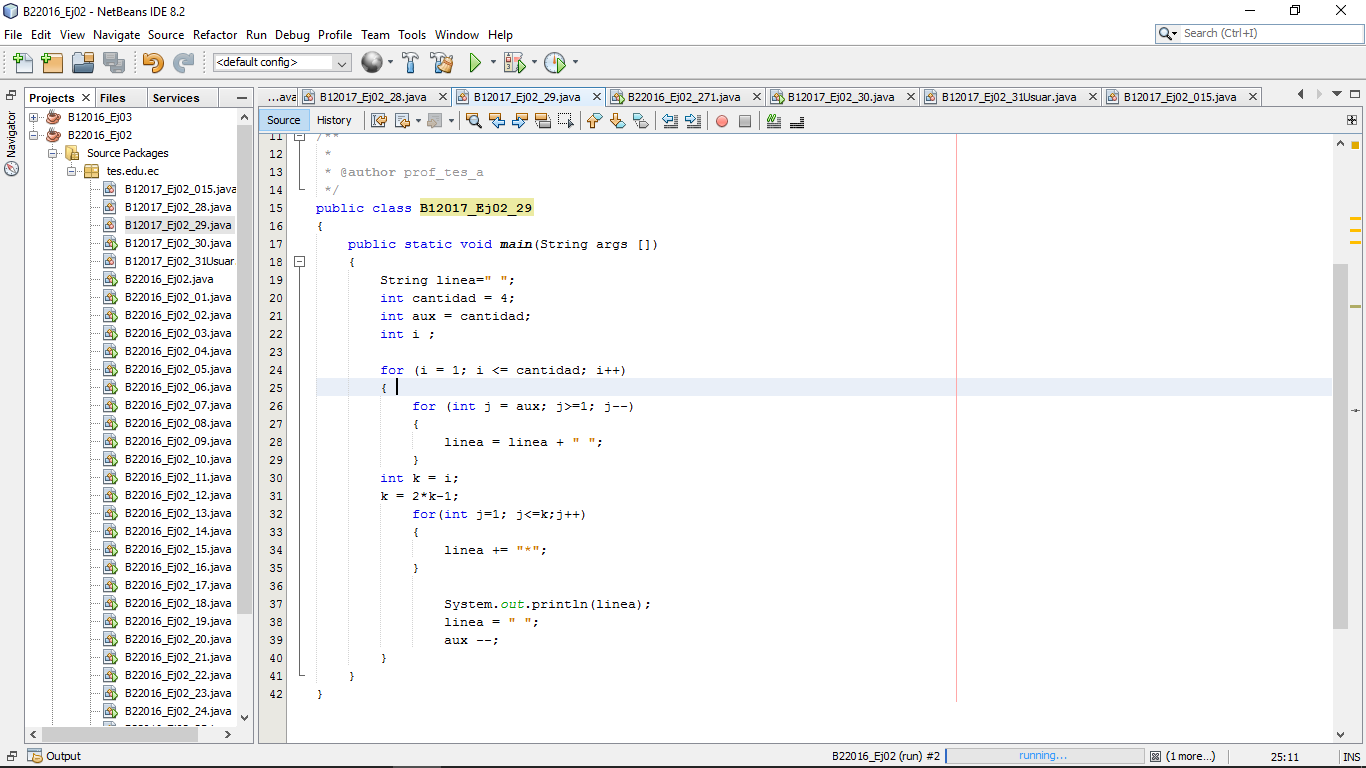 B22016_Ej02 - NetBeans IDE 8.2
File Edit View Navigate Source Refactor Run Debug Profile Team Tools Window Help
Search (Ctrl+I)
<default config>
Projects Files Services
Navigator
B12016_Ej03
B22016_Ej02
Source Packages
tes.edu.ec
B12017_Ej02_015.java
B12017_Ej02_28.java
B12017_Ej02_29.java
B12017_Ej02_30.java
B12017_Ej02_31Usuar
B22016_Ej02.java
B22016_Ej02_01.java
B22016_Ej02_02.java
B22016_Ej02_03.java
B22016_Ej02_04.java
B22016_Ej02_05.java
B22016_Ej02_06.java
B22016_Ej02_07.java
B22016_Ej02_08.java
B22016_Ej02_09.java
B22016_Ej02_10.java
B22016_Ej02_11.java
B22016_Ej02_12.java
B22016_Ej02_13.java
B22016_Ej02_14.java
B22016_Ej02_15.java
B22016_Ej02_16.java
B22016_Ej02_17.java
B22016_Ej02_18.java
B22016_Ej02_19.java
B22016_Ej02_20.java
B22016_Ej02_21.java
B22016_Ej02_22.java
B22016_Ej02_23.java
B22016_Ej02_24.java
...ava B12017_Ej02_28.java B12017_Ej02_29.java B22016_Ej02_271.java B12017_Ej02_30.java B12017_Ej02_31Usuar.java B12017_Ej02_015.java
Source History
11 /**
12 *
13 * @author prof_tes_a
14 */
15 public class B12017_Ej02_29
16 {
17 public static void main(String args [])
18 {
19 String linea=" ";
20 int cantidad = 4;
21 int aux = cantidad;
22 int i ;
23
24 for (i = 1; i <= cantidad; i++)
25 {
26 for (int j = aux; j>=1; j--)
27 {
28 linea = linea + " ";
29 }
30 int k = i;
31 k = 2*k-1;
32 for(int j=1; j<=k;j++)
33 {
34 linea += "*";
35 }
36
37 System.out.println(linea);
38 linea = " ";
39 aux --;
40 }
41 }
42 }
Output
B22016_Ej02 (run) #2 running... (1 more...) 25:11 INS